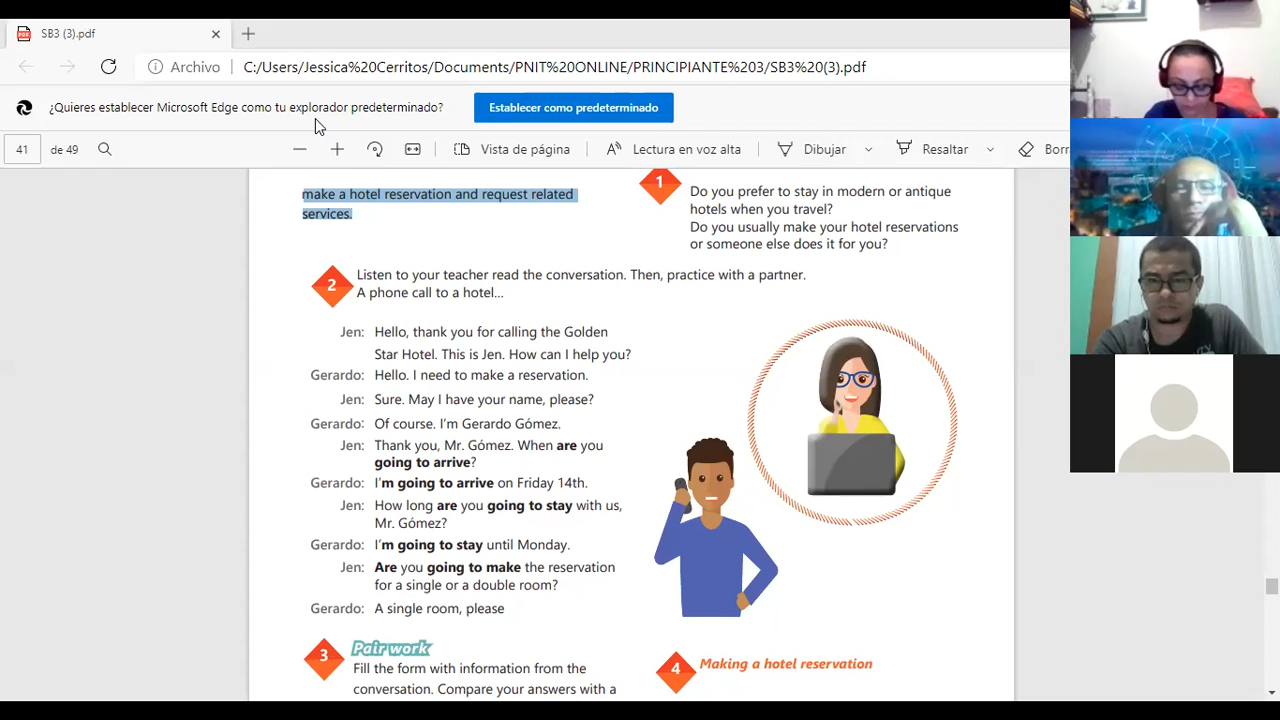 SB3 (3).pdf
Archivo C:/Users/Jessica%20Cerritos/Documents/PNIT%20ONLINE/PRINCIPIANTE%203/SB3%20(3).pdf
¿Quieres establecer Microsoft Edge como tu explorador predeterminado? Establecer como predeterminado
41 de 49 Vista de página Lectura en voz alta Dibujar Resaltar
make a hotel reservation and request related
services.
1
Do you prefer to stay in modern or antique
hotels when you travel?
Do you usually make your hotel reservations
or someone else does it for you?
2
Listen to your teacher read the conversation. Then, practice with a partner.
A phone call to a hotel...
Jen: Hello, thank you for calling the Golden
Star Hotel. This is Jen. How can I help you?
Gerardo: Hello. I need to make a reservation.
Jen: Sure. May I have your name, please?
Gerardo: Of course. I'm Gerardo Gómez.
Jen: Thank you, Mr. Gómez. When are you
going to arrive?
Gerardo: I'm going to arrive on Friday 14th.
Jen: How long are you going to stay with us,
Mr. Gómez?
Gerardo: I'm going to stay until Monday.
Jen: Are you going to make the reservation
for a single or a double room?
Gerardo: A single room, please
3 Pair work
Fill the form with information from the
conversation. Compare your answers with a
4 Making a hotel reservation